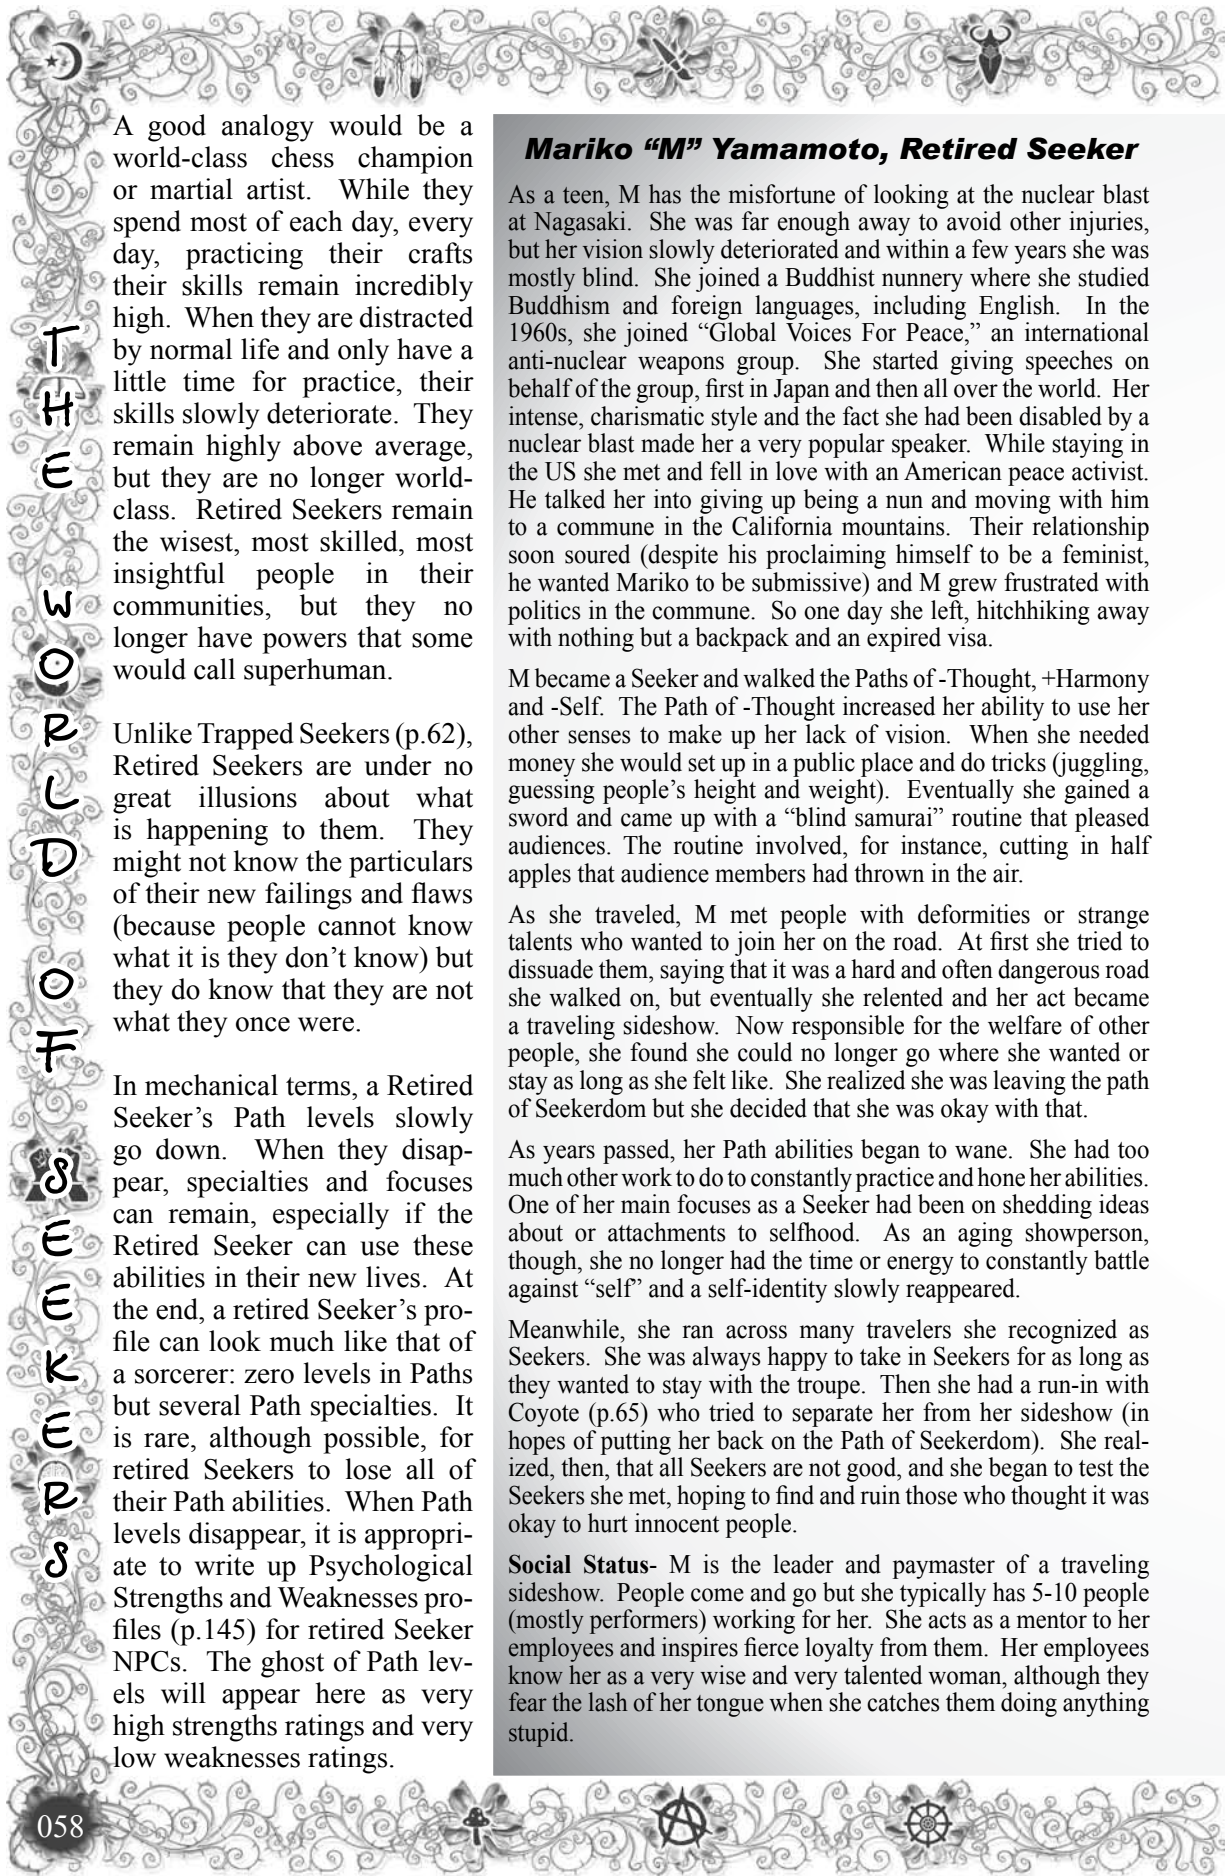 A good analogy would be a
world-class chess champion
or martial artist. While they
spend most of each day, every
day, practicing their crafts
their skills remain incredibly
high. When they are distracted
by normal life and only have a
little time for practice, their
skills slowly deteriorate. They
remain highly above average,
but they are no longer world-
class. Retired Seekers remain
the wisest, most skilled, most
insightful people in their
communities, but they no
longer have powers that some
would call superhuman.
Unlike Trapped Seekers (p.62),
Retired Seekers are under no
great illusions about what
is happening to them. They
might not know the particulars
of their new failings and flaws
(because people cannot know
what it is they don’t know) but
they do know that they are not
what they once were.
In mechanical terms, a Retired
Seeker’s Path levels slowly
go down. When they disap-
pear, specialties and focuses
can remain, especially if the
Retired Seeker can use these
abilities in their new lives. At
the end, a retired Seeker’s pro-
file can look much like that of
a sorcerer: zero levels in Paths
but several Path specialties. It
is rare, although possible, for
retired Seekers to lose all of
their Path abilities. When Path
levels disappear, it is appropri-
ate to write up Psychological
Strengths and Weaknesses pro-
files (p.145) for retired Seeker
NPCs. The ghost of Path lev-
els will appear here as very
high strengths ratings and very
low weaknesses ratings.
Mariko “M” Yamamoto, Retired Seeker
As a teen, M has the misfortune of looking at the nuclear blast
at Nagasaki. She was far enough away to avoid other injuries,
but her vision slowly deteriorated and within a few years she was
mostly blind. She joined a Buddhist nunnery where she studied
Buddhism and foreign languages, including English. In the
1960s, she joined “Global Voices For Peace,” an international
anti-nuclear weapons group. She started giving speeches on
behalf of the group, first in Japan and then all over the world. Her
intense, charismatic style and the fact she had been disabled by a
nuclear blast made her a very popular speaker. While staying in
the US she met and fell in love with an American peace activist.
He talked her into giving up being a nun and moving with him
to a commune in the California mountains. Their relationship
soon soured (despite his proclaiming himself to be a feminist,
he wanted Mariko to be submissive) and M grew frustrated with
politics in the commune. So one day she left, hitchhiking away
with nothing but a backpack and an expired visa.
M became a Seeker and walked the Paths of -Thought, +Harmony
and -Self. The Path of -Thought increased her ability to use her
other senses to make up her lack of vision. When she needed
money she would set up in a public place and do tricks (juggling,
guessing people’s height and weight). Eventually she gained a
sword and came up with a “blind samurai” routine that pleased
audiences. The routine involved, for instance, cutting in half
apples that audience members had thrown in the air.
As she traveled, M met people with deformities or strange
talents who wanted to join her on the road. At first she tried to
dissuade them, saying that it was a hard and often dangerous road
she walked on, but eventually she relented and her act became
a traveling sideshow. Now responsible for the welfare of other
people, she found she could no longer go where she wanted or
stay as long as she felt like. She realized she was leaving the path
of Seekerdom but she decided that she was okay with that.
As years passed, her Path abilities began to wane. She had too
much other work to do to constantly practice and hone her abilities.
One of her main focuses as a Seeker had been on shedding ideas
about or attachments to selfhood. As an aging showperson,
though, she no longer had the time or energy to constantly battle
against “self” and a self-identity slowly reappeared.
Meanwhile, she ran across many travelers she recognized as
Seekers. She was always happy to take in Seekers for as long as
they wanted to stay with the troupe. Then she had a run-in with
Coyote (p.65) who tried to separate her from her sideshow (in
hopes of putting her back on the Path of Seekerdom). She real-
ized, then, that all Seekers are not good, and she began to test the
Seekers she met, hoping to find and ruin those who thought it was
okay to hurt innocent people.
Social Status- M is the leader and paymaster of a traveling
sideshow. People come and go but she typically has 5-10 people
(mostly performers) working for her. She acts as a mentor to her
employees and inspires fierce loyalty from them. Her employees
know her as a very wise and very talented woman, although they
fear the lash of her tongue when she catches them doing anything
stupid.
THE WORLD OF SEEKERS
058